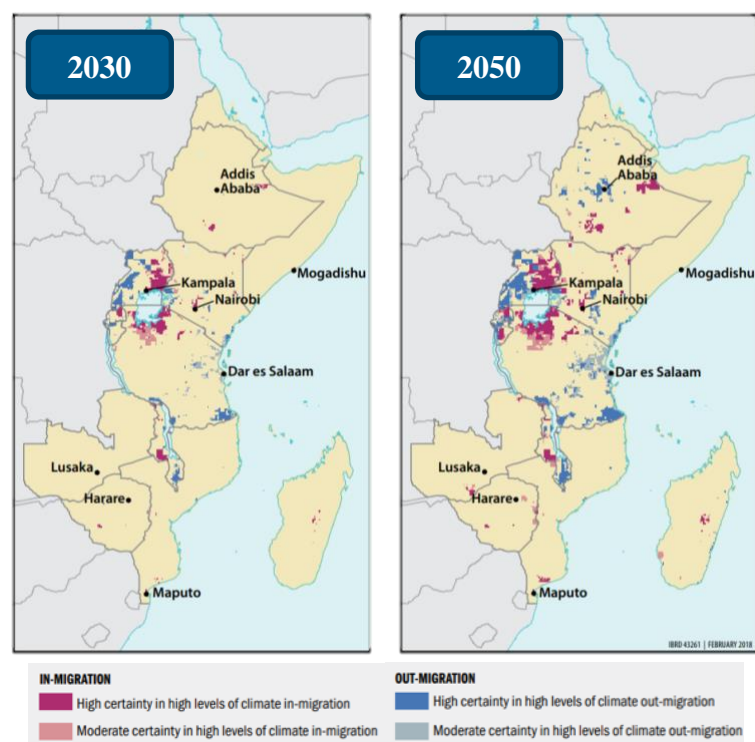 2030
Addis
Ababa
Mogadishu
Kampala
Nairobi
Dar es Salaam
Lusaka
Harare
Maputo
2050
Addis
Ababa
Mogadishu
Kampala
Nairobi
Dar es Salaam
Lusaka
Harare
Maputo
IBRD 43261 | FEBRUARY 2018
IN-MIGRATION
High certainty in high levels of climate in-migration
Moderate certainty in high levels of climate in-migration
OUT-MIGRATION
High certainty in high levels of climate out-migration
Moderate certainty in high levels of climate out-migration